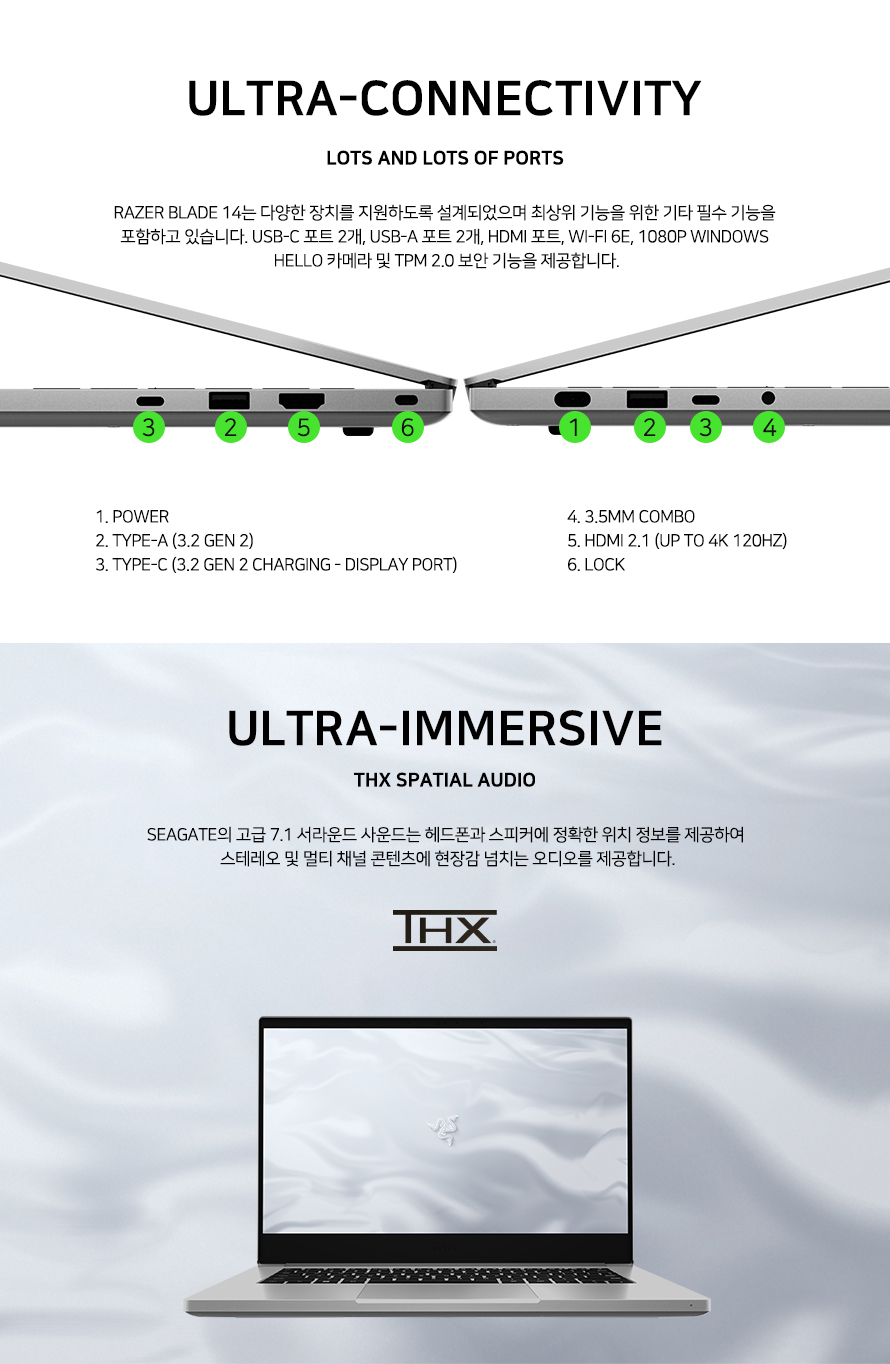 ULTRA-CONNECTIVITY
LOTS AND LOTS OF PORTS
RAZER BLADE 14는 다양한 장치를 지원하도록 설계되었으며 최상위 기능을 위한 기타 필수 기능을
포함하고 있습니다. USB-C 포트 2개, USB-A 포트 2개, HDMI 포트, WI-FI 6E, 1080P WINDOWS
HELLO 카메라 및 TPM 2.0 보안 기능을 제공합니다.
3 2 5 6 1 2 3 4
1. POWER
2. TYPE-A (3.2 GEN 2)
3. TYPE-C (3.2 GEN 2 CHARGING - DISPLAY PORT)
4. 3.5MM COMBO
5. HDMI 2.1 (UP TO 4K 120HZ)
6. LOCK
ULTRA-IMMERSIVE
THX SPATIAL AUDIO
SEAGATE의 고급 7.1 서라운드 사운드는 헤드폰과 스피커에 정확한 위치 정보를 제공하여
스테레오 및 멀티 채널 콘텐츠에 현장감 넘치는 오디오를 제공합니다.
THX